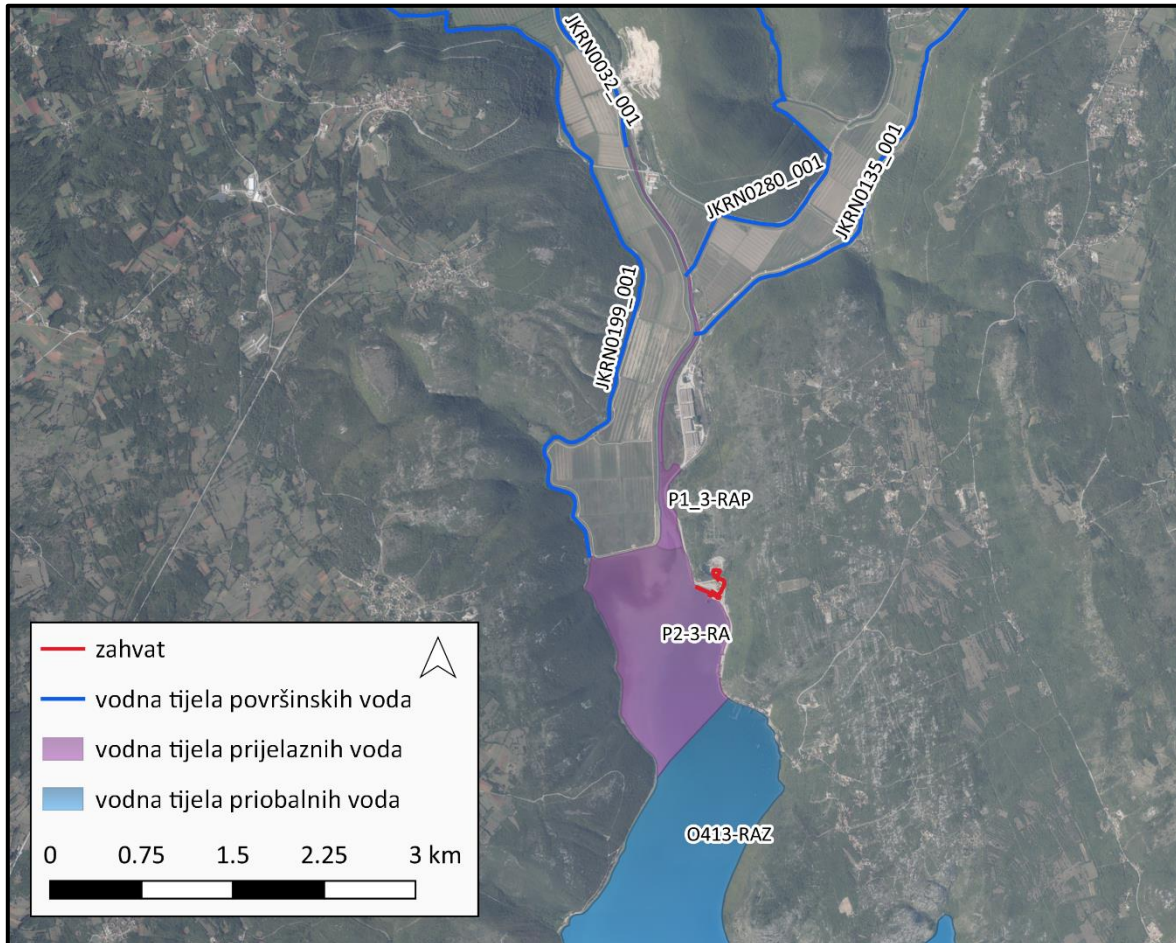 JKRN0032_001
JKRN0280_001
JKRN0135_001
JKRN0199_001
P1_3-RAP
P2-3-RA
O413-RAZ
zahvat
vodna tijela površinskih voda
vodna tijela prijelaznih voda
vodna tijela priobalnih voda
0 0.75 1.5 2.25 3 km